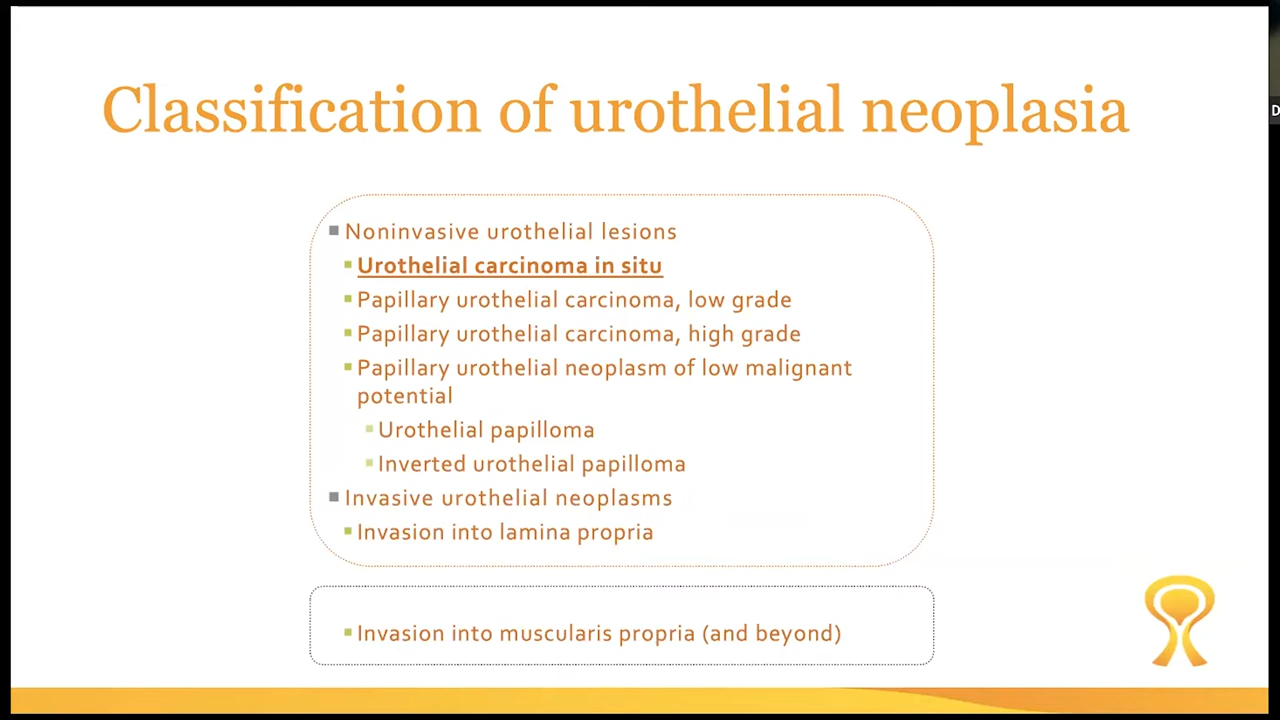 Classification of urothelial neoplasia
Noninvasive urothelial lesions
Urothelial carcinoma in situ
Papillary urothelial carcinoma, low grade
Papillary urothelial carcinoma, high grade
Papillary urothelial neoplasm of low malignant
potential
Urothelial papilloma
Inverted urothelial papilloma
Invasive urothelial neoplasms
Invasion into lamina propria
Invasion into muscularis propria (and beyond)